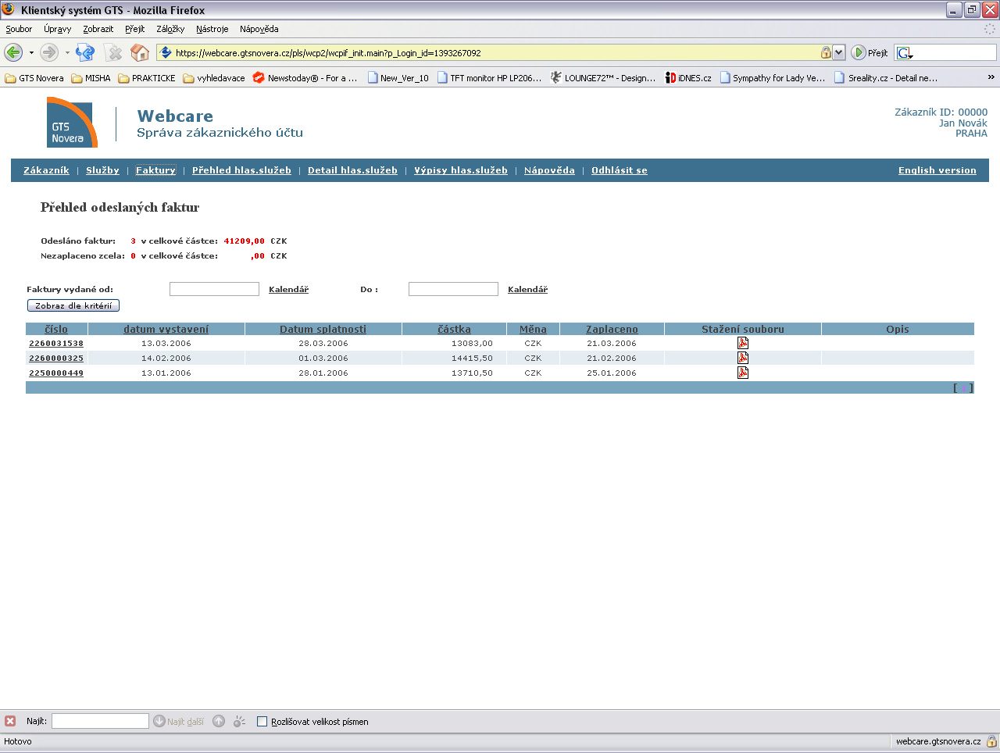 Klientský systém GTS - Mozilla Firefox
Soubor Úpravy Zobrazit Přejít Záložky Nástroje Nápověda
https://webcare.gtsnovera.cz/pls/wcp2/wcpif_init.main?p_Login_id=1393267092 Přejít G
GTS Novera MISHA PRAKTICKE vyhledavace Newstoday® - For a ... New_Ver_10 TFT monitor HP LP206... LOUNGE72™ - Design... iDNES.cz Sympathy for Lady Ve... Sreality.cz - Detail ne... »
GTS
Novera
Webcare
Správa zákaznického účtu
Zákazník ID: 00000
Jan Novák
PRAHA
Zákazník | Služby | Faktury | Přehled hlas.služeb | Detail hlas.služeb | Výpisy hlas.služeb | Nápověda | Odhlásit se English version
Přehled odeslaných faktur
Odesláno faktur: 3 v celkové částce: 41209,00 CZK
Nezaplaceno zcela: 0 v celkové částce: ,00 CZK
Faktury vydané od: Kalendář Do : Kalendář
Zobraz dle kritérií
číslo datum vystavení Datum splatnosti částka Měna Zaplaceno Stažení souboru Opis
2260031538 13.03.2006 28.03.2006 13083,00 CZK 21.03.2006
2260000325 14.02.2006 01.03.2006 14415,50 CZK 21.02.2006
2250000449 13.01.2006 28.01.2006 13710,50 CZK 25.01.2006
[ 1 ]
Najít: Najít další Rozlišovat velikost písmen
Hotovo webcare.gtsnovera.cz